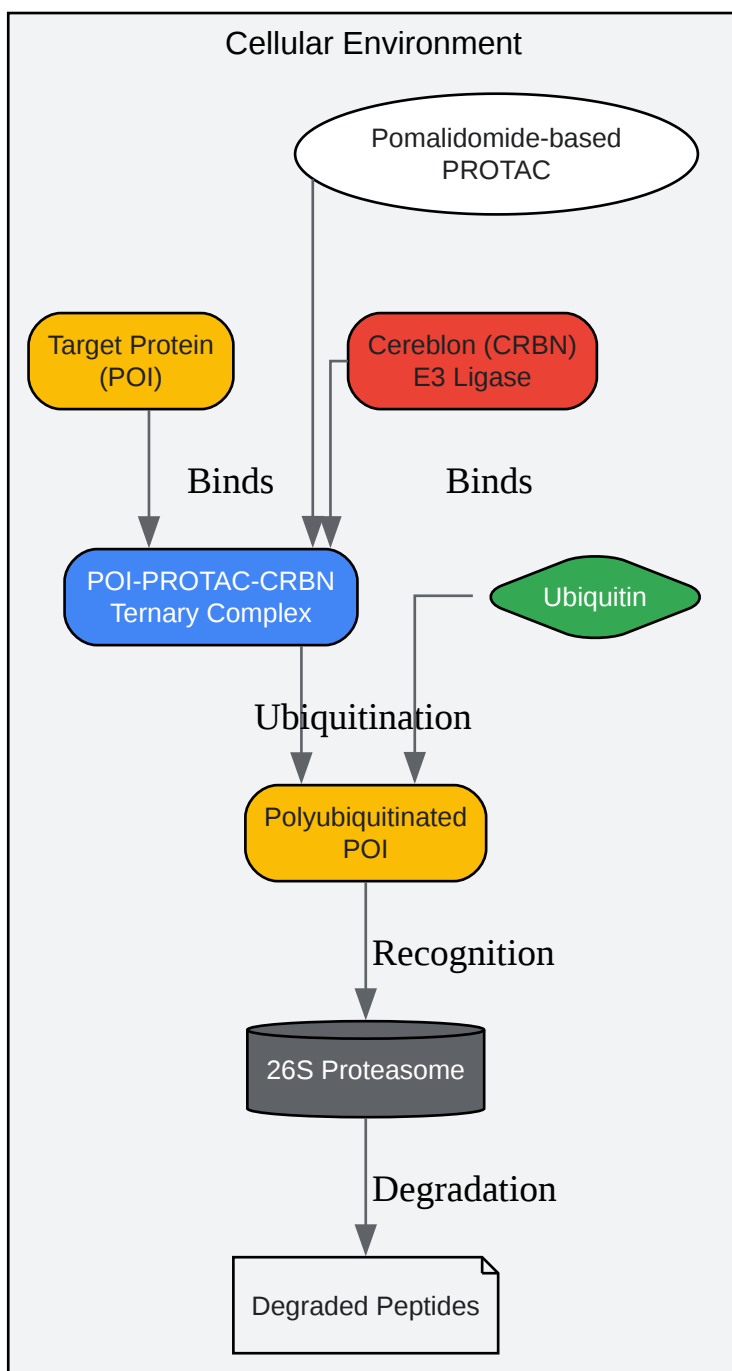 Cellular Environment
Pomalidomide-based
PROTAC
Target Protein
(POI)
Cereblon (CRBN)
E3 Ligase
Binds
Binds
POI-PROTAC-CRBN
Ternary Complex
Ubiquitin
Ubiquitination
Polyubiquitinated
POI
Recognition
26S Proteasome
Degradation
Degraded Peptides